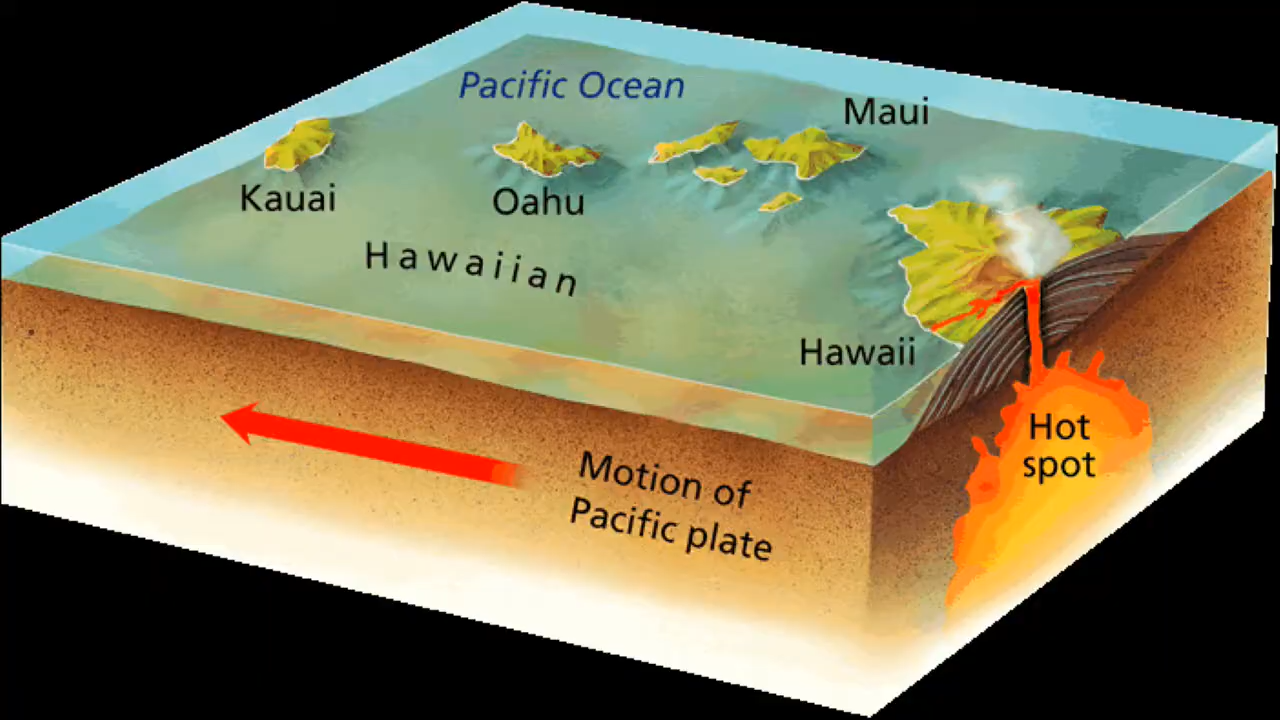 Pacific Ocean
Maui
Kauai
Oahu
Hawaiian
Hawaii
Hot
spot
Motion of
Pacific plate